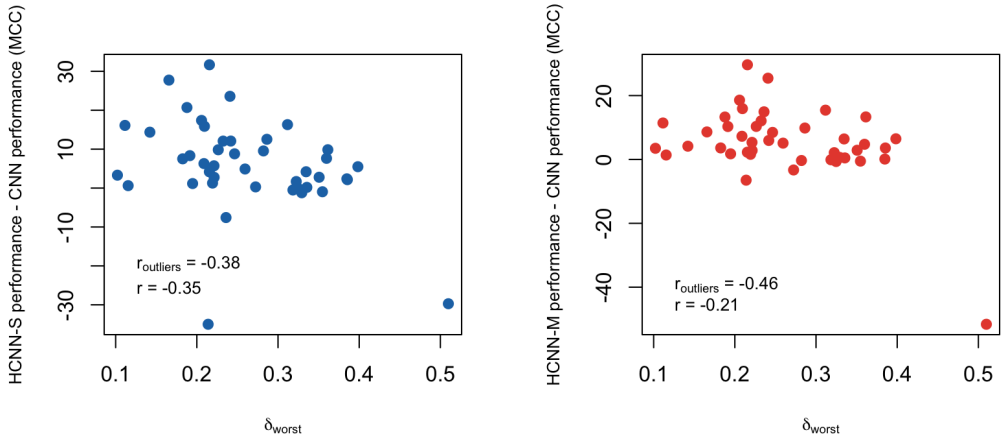 HCNN-S performance - CNN performance (MCC)
30
10
-10
-30
r_outliers = -0.38
r = -0.35
0.1 0.2 0.3 0.4 0.5
δ_worst
HCNN-M performance - CNN performance (MCC)
20
0
-40
r_outliers = -0.46
r = -0.21
0.1 0.2 0.3 0.4 0.5
δ_worst